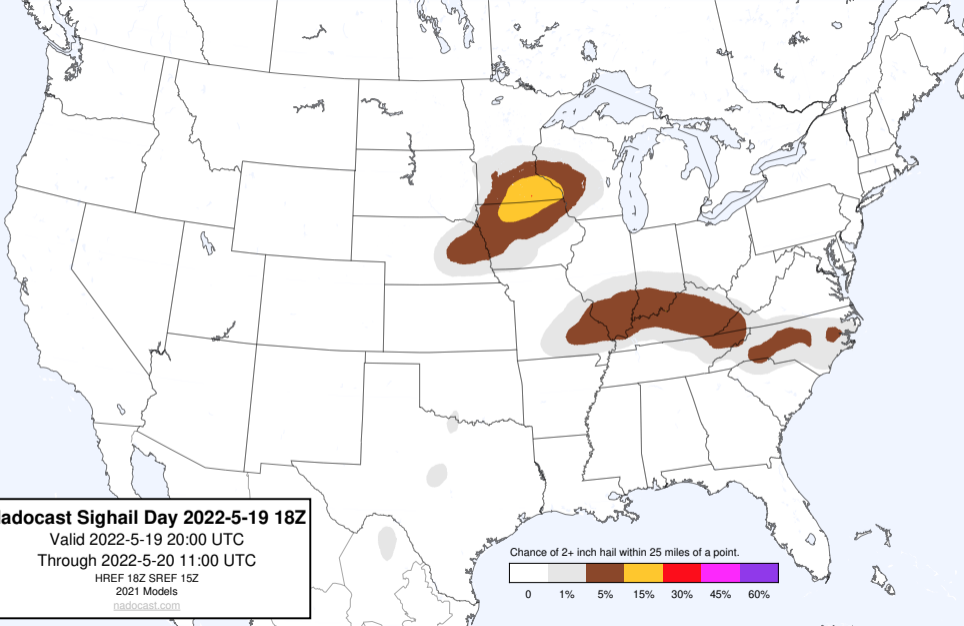 adocast Sighail Day 2022-5-19 18Z
Valid 2022-5-19 20:00 UTC
Through 2022-5-20 11:00 UTC
HREF 18Z SREF 15Z
2021 Models
nadocast.com
Chance of 2+ inch hail within 25 miles of a point.
0 1% 5% 15% 30% 45% 60%